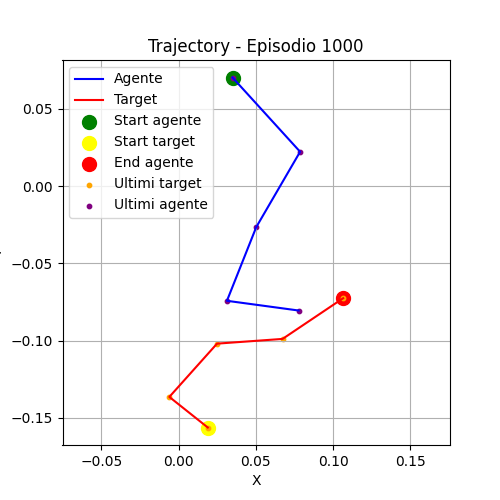 Trajectory - Episodio 1000
Agente
Target
Start agente
Start target
End agente
Ultimi target
Ultimi agente
0.05
0.00
−0.05
−0.10
−0.15
−0.05
0.00
0.05
0.10
0.15
X